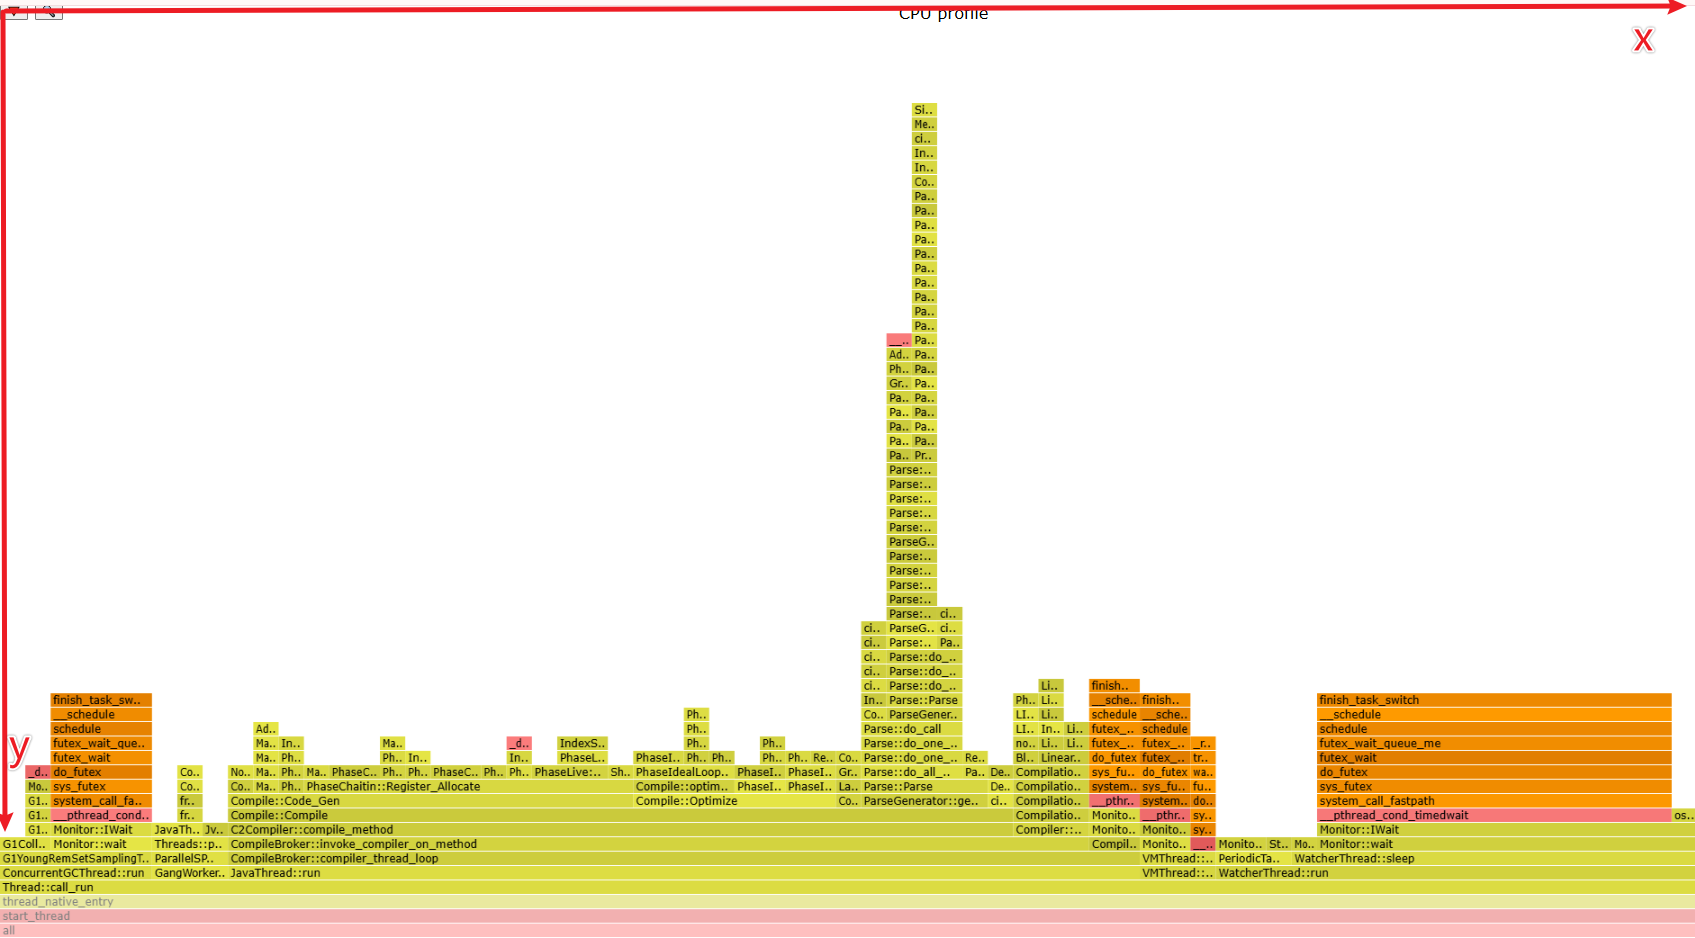 CPU profile
X
Si..
Me..
ci..
In..
In..
Co..
Pa..
Pa..
Pa..
Pa..
Pa..
Pa..
Pa..
Pa..
Pa..
Pa..
__.. Pa..
Ad.. Pa..
Ph.. Pa..
Gr.. Pa..
Pa.. Pa..
Pa.. Pa..
Pa.. Pa..
Pa.. Pa..
Pa.. Pr..
Parse:..
Parse:..
Parse:..
Parse:..
Parse:..
ParseG..
Parse:..
Parse:..
Parse:..
Parse:..
Parse:.. ci..
ci.. ParseG.. ci..
ci.. Parse:.. Pa..
ci.. Parse::do_..
ci.. Parse::do_..
ci.. Parse::do_.. Li.. finish..
finish_task_sw.. In.. Parse::Parse Ph.. Li.. __sche.. finish.. finish_task_switch
__schedule Ph.. Co.. ParseGener.. LI.. Li.. schedule __sche.. __schedule
schedule Ad.. Ph.. Parse::do_call LI.. In.. Li.. futex_.. schedule schedule
y futex_wait_que.. Ma.. In.. Ma.. _d.. IndexS.. Ph.. Ph.. Parse::do_one_.. no.. Li.. Li.. futex_.. futex_.. _r.. futex_wait_queue_me
futex_wait Ma.. Ph.. Ph.. In.. In.. PhaseL.. PhaseI.. Ph.. Ph.. Ph.. Ph.. Re.. Co.. Parse::do_one_.. Re.. Bl.. Linear.. do_futex futex_.. tr.. futex_wait
_d.. do_futex Co.. No.. Ma.. Ph.. Ma.. PhaseC.. Ph.. Ph.. PhaseC.. Ph.. Ph.. PhaseLive:.. Sh.. PhaseIdealLoop.. PhaseI.. PhaseI.. Gr.. Parse::do_all_.. Pa.. De.. Compilatio.. sys_fu.. do_futex wa.. do_futex
Mo.. sys_futex Co.. Co.. Ma.. Ph.. PhaseChaitin::Register_Allocate Compile::optim.. PhaseI.. PhaseI.. La.. Parse::Parse De.. Compilatio.. system.. sys_fu.. fu.. sys_futex
G1.. system_call_fa.. fr.. Compile::Code_Gen Compile::Optimize Co.. ParseGenerator::ge.. ci.. Compilatio.. __pthr.. system.. do.. system_call_fastpath
G1.. __pthread_cond.. fr.. Compile::Compile Compilatio.. Monito.. __pthr.. sy.. __pthread_cond_timedwait os..
G1.. Monitor::IWait JavaTh.. Jv.. C2Compiler::compile_method Compiler::.. Monito.. Monito.. sy.. Monitor::IWait
G1Coll.. Monitor::wait Threads::p.. CompileBroker::invoke_compiler_on_method Compil.. Monito.. __.. Monito.. St.. Mo.. Monitor::wait
G1YoungRemSetSamplingT.. ParallelSP.. CompileBroker::compiler_thread_loop VMThread::.. PeriodicTa.. WatcherThread::sleep
ConcurrentGCThread::run GangWorker.. JavaThread::run VMThread::.. WatcherThread::run
Thread::call_run
thread_native_entry
start_thread
all